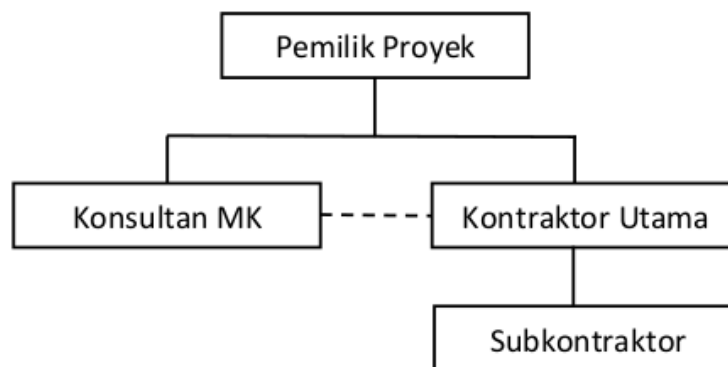 Pemilik Proyek
Konsultan MK
Kontraktor Utama
Subkontraktor